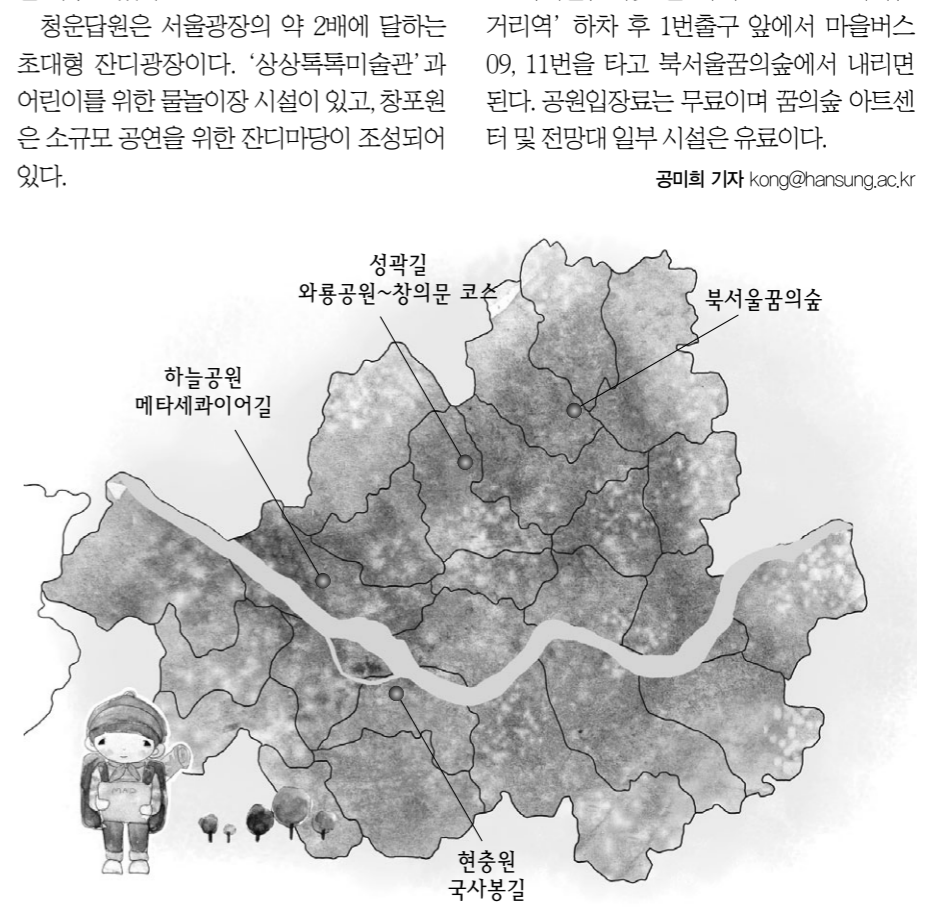 청운답원은 서울광장의 약 2배에 달하는
초대형 잔디광장이다. ‘상상톡톡미술관’과
어린이를 위한 물놀이장 시설이 있고, 창포원
은 소규모 공연을 위한 잔디마당이 조성되어
있다.
거리역’ 하차 후 1번출구 앞에서 마을버스
09, 11번을 타고 북서울꿈의숲에서 내리면
된다. 공원입장료는 무료이며 꿈의숲 아트센
터 및 전망대 일부 시설은 유료이다.
공미희 기자 kong@hansung.ac.kr
성곽길
와룡공원~창의문 코스
북서울꿈의숲
하늘공원
메타세콰이어길
MAP
현충원
국사봉길